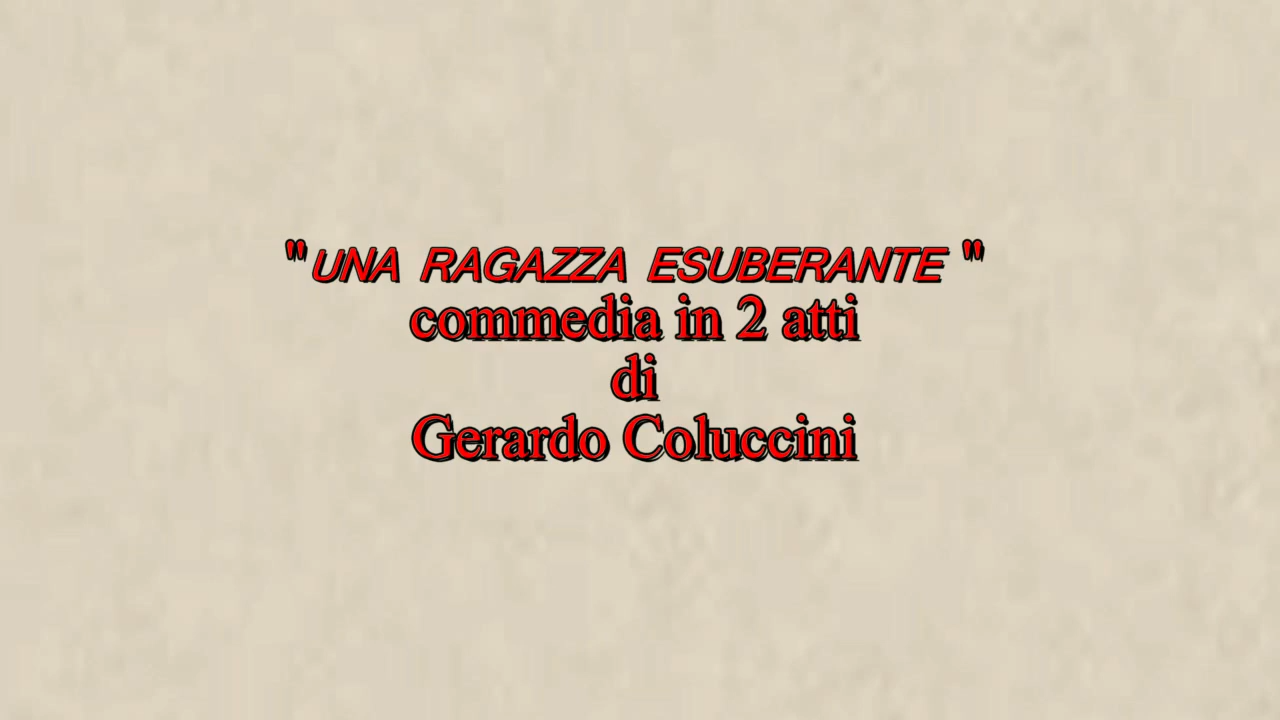 "UNA RAGAZZA ESUBERANTE"
commedia in 2 atti
di
Gerardo Coluccini